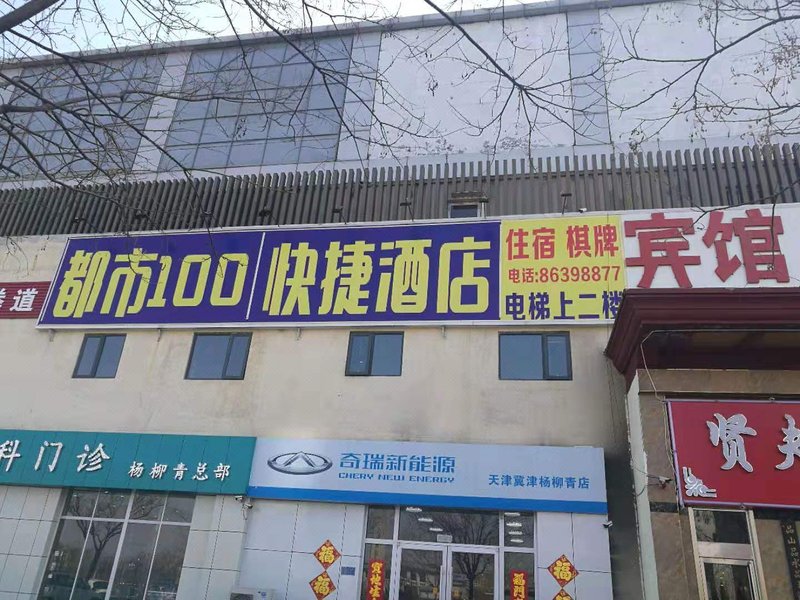 都市100 快捷酒店
住宿 棋牌
电话:86398877
电梯上二楼
宾馆
道
科门诊 杨柳青总部
奇瑞新能源
CHERY NEW ENERGY
天津冀津杨柳青店
贤
福
福
福